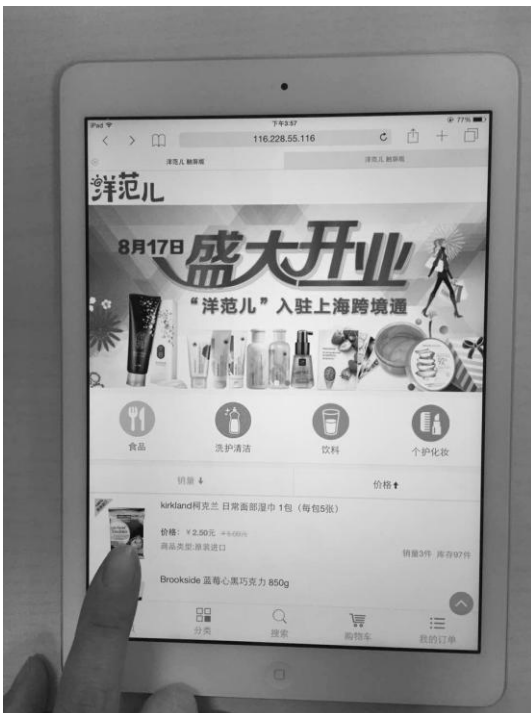 iPad
下午3:57
77%
116.228.55.116
洋范儿 触屏版
洋范儿 触屏版
洋范儿
8月17日 盛大开业
“洋范儿”入驻上海跨境通
食品
洗护清洁
饮料
个护化妆
销量
价格
kirkland柯克兰 日常面部湿巾 1包（每包5张）
价格：￥2.50元
商品类型:原装进口
销量3件 库存97件
Brookside 蓝莓心黑巧克力 850g
分类
搜索
购物车
我的订单